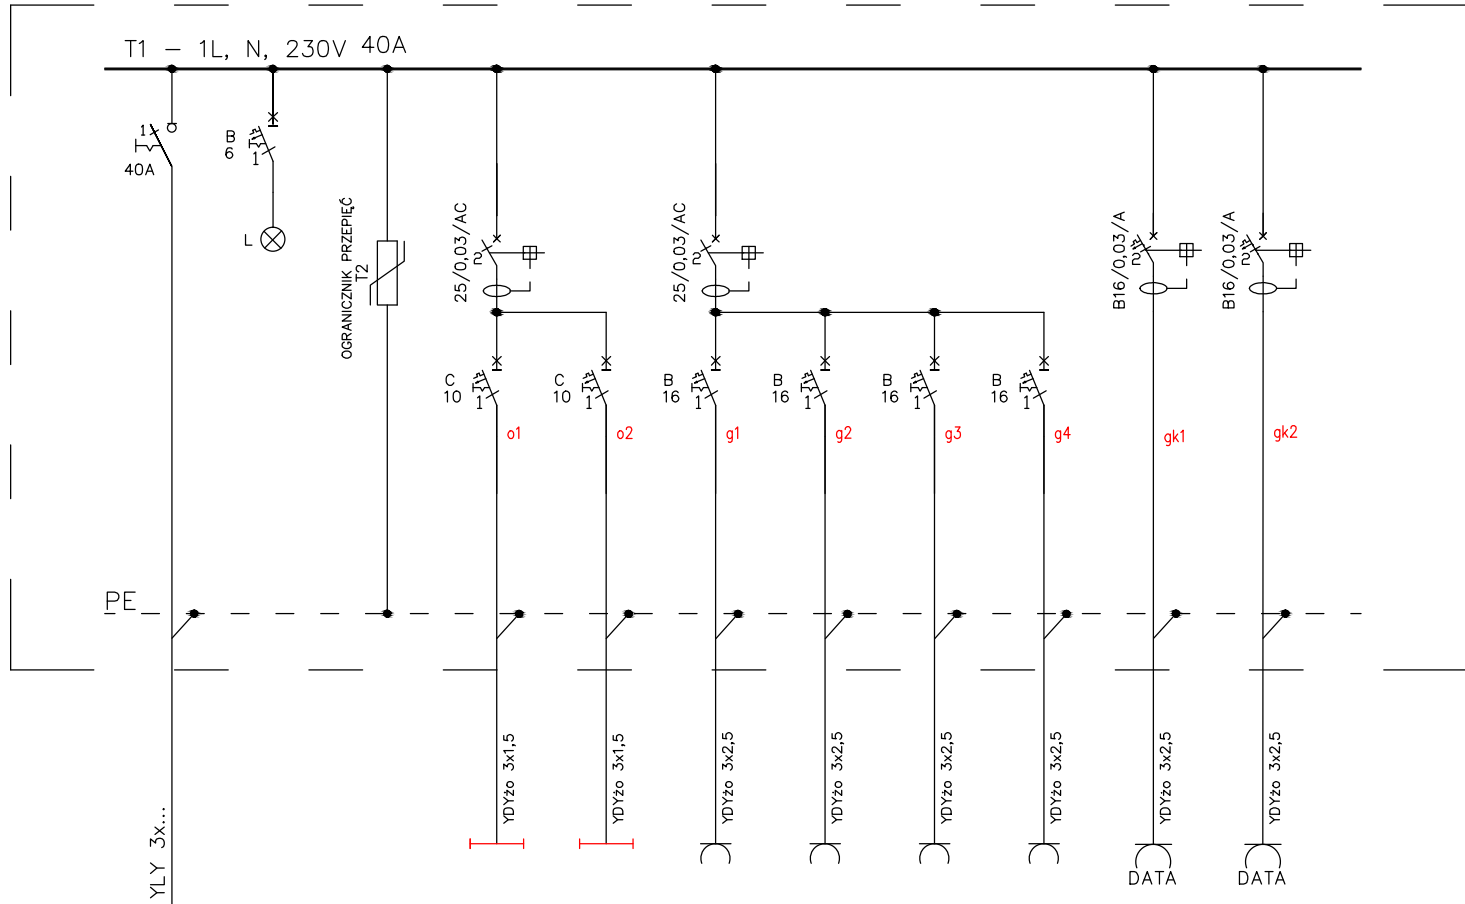 T1 – 1L, N, 230V 40A
1
40A
B
6
1
L
OGRANICZNIK PRZEPIĘĆ
T2
25/0,03/AC
2
25/0,03/AC
2
B16/0,03/A
2
B16/0,03/A
2
C
10
1
C
10
1
B
16
1
B
16
1
B
16
1
B
16
1
o1
o2
g1
g2
g3
g4
gk1
gk2
PE
YLY 3x...
YDYżo 3x1,5
YDYżo 3x1,5
YDYżo 3x2,5
YDYżo 3x2,5
YDYżo 3x2,5
YDYżo 3x2,5
YDYżo 3x2,5
YDYżo 3x2,5
DATA
DATA